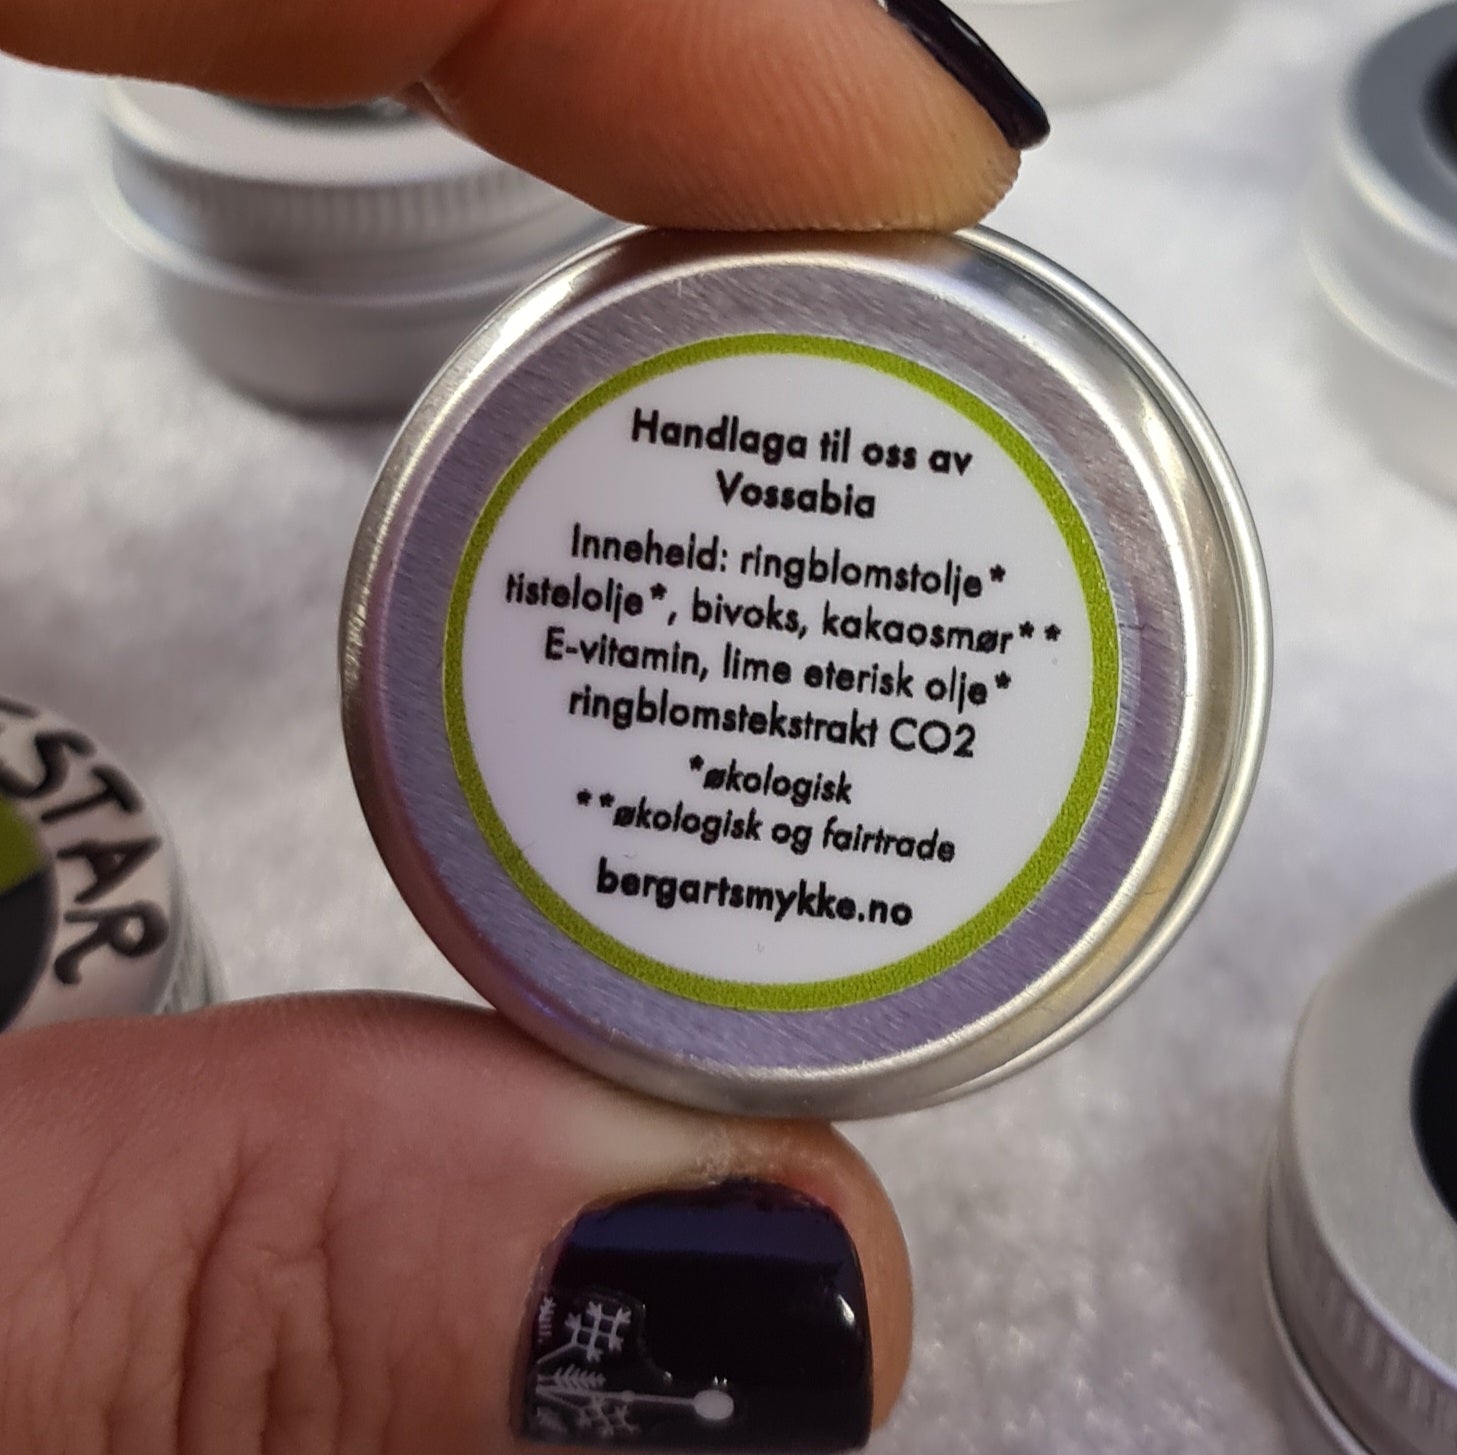 Handlaga til oss av
Vossabia
Inneheld: ringblomstolje*
tistelolje*, bivoks, kakaosmør**
E-vitamin, lime eterisk olje*
ringblomstekstrakt CO2
*økologisk
**økologisk og fairtrade
bergartsmykke.no
STAR